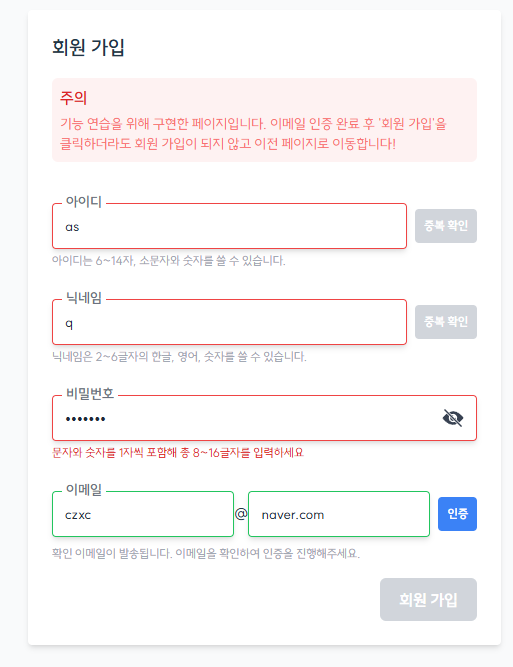 회원 가입
주의
기능 연습을 위해 구현한 페이지입니다. 이메일 인증 완료 후 '회원 가입'을
클릭하더라도 회원 가입이 되지 않고 이전 페이지로 이동합니다!
아이디
as
중복 확인
아이디는 6~14자, 소문자와 숫자를 쓸 수 있습니다.
닉네임
q
중복 확인
닉네임은 2~6글자의 한글, 영어, 숫자를 쓸 수 있습니다.
비밀번호
•••••••
문자와 숫자를 1자씩 포함해 총 8~16글자를 입력하세요
이메일
czxc @ naver.com 인증
확인 이메일이 발송됩니다. 이메일을 확인하여 인증을 진행해주세요.
회원 가입